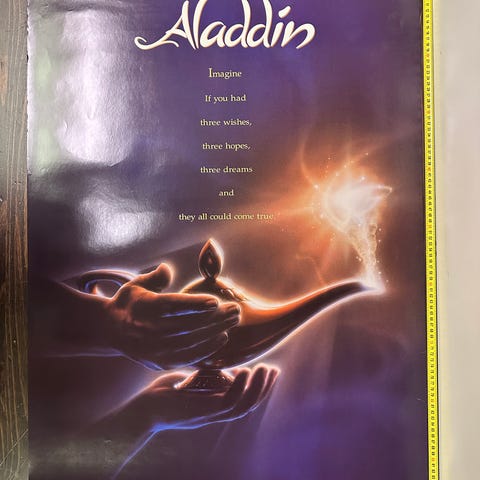 Aladdin
Imagine
If you had
three wishes,
three hopes,
three dreams
and
they all could come true.